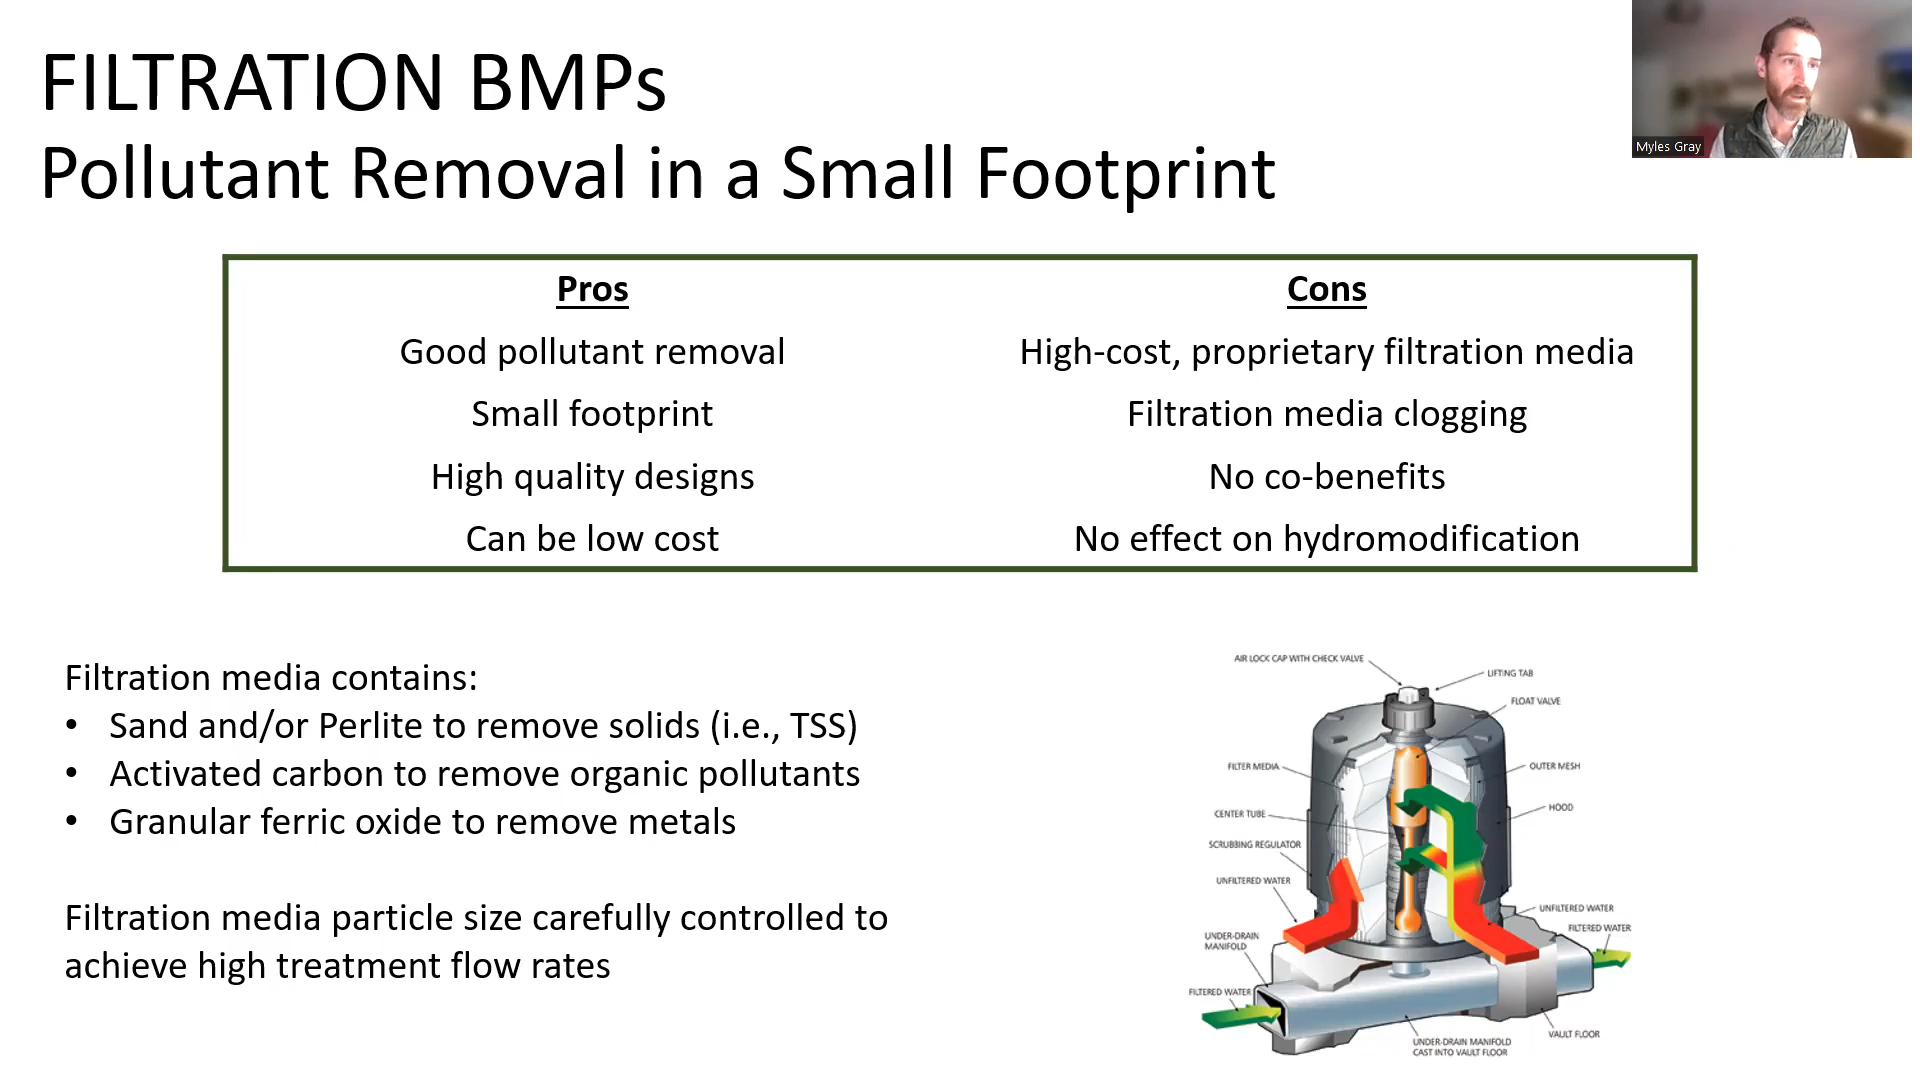 FILTRATION BMPs
Pollutant Removal in a Small Footprint
Myles Gray
Pros
Cons
Good pollutant removal
High-cost, proprietary filtration media
Small footprint
Filtration media clogging
High quality designs
No co-benefits
Can be low cost
No effect on hydromodification
Filtration media contains:
• Sand and/or Perlite to remove solids (i.e., TSS)
• Activated carbon to remove organic pollutants
• Granular ferric oxide to remove metals
Filtration media particle size carefully controlled to
achieve high treatment flow rates
AIR LOCK CAP WITH CHECK VALVE
LIFTING TAB
FLOAT VALVE
FILTER MEDIA
OUTER MESH
HOOD
CENTER TUBE
SCRUBBING REGULATOR
UNFILTERED WATER
UNFILTERED WATER
FILTERED WATER
UNDER-DRAIN
MANIFOLD
FILTERED WATER
VAULT FLOOR
UNDER-DRAIN MANIFOLD
CAST INTO VAULT FLOOR